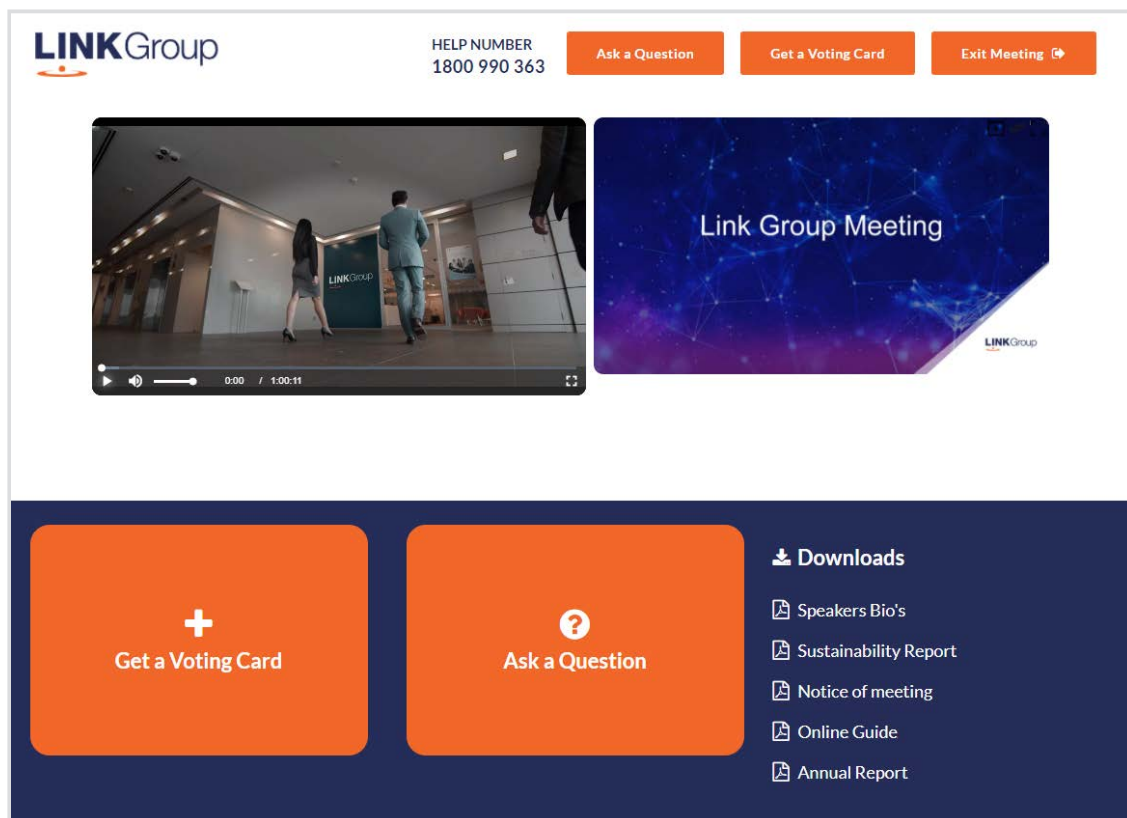 LINKGroup
HELP NUMBER
1800 990 363
Ask a Question
Get a Voting Card
Exit Meeting
LINKGroup
0:00 / 1:00:11
Link Group Meeting
LINKGroup
Get a Voting Card
Ask a Question
Downloads
Speakers Bio's
Sustainability Report
Notice of meeting
Online Guide
Annual Report